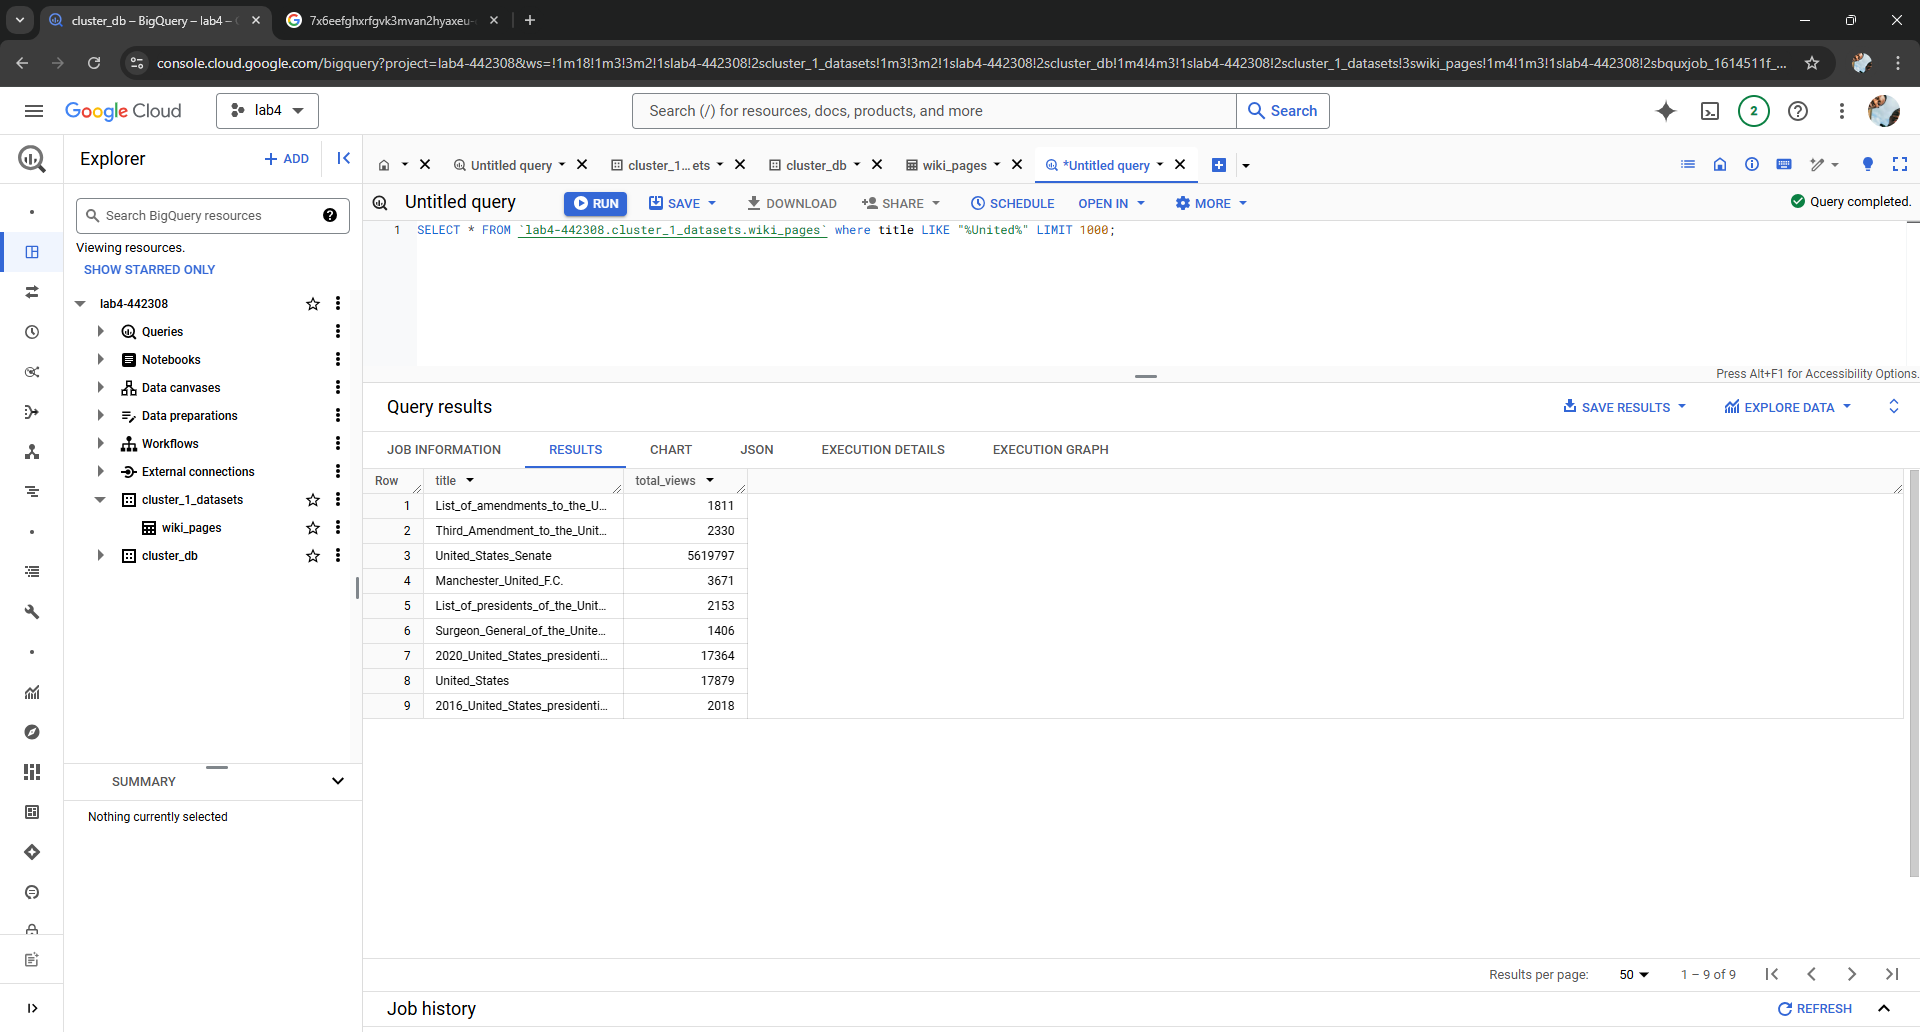 cluster_db – BigQuery – lab4 –
7x6eefghxrfgvk3mvan2hyaxeu-
console.cloud.google.com/bigquery?project=lab4-442308&ws=!1m18!1m3!3m2!1slab4-442308!2scluster_1_datasets!1m3!3m2!1slab4-442308!2scluster_db!1m4!4m3!1slab4-442308!2scluster_1_datasets!3swiki_pages!1m4!1m3!1slab4-442308!2sbquxjob_1614511f_...
Google Cloud
lab4
Search (/) for resources, docs, products, and more
Search
2
Explorer
ADD
Untitled query
cluster_1... ets
cluster_db
wiki_pages
*Untitled query
Search BigQuery resources
Untitled query
RUN
SAVE
DOWNLOAD
SHARE
SCHEDULE
OPEN IN
MORE
Query completed.
Viewing resources.
SHOW STARRED ONLY
1 SELECT * FROM `lab4-442308.cluster_1_datasets.wiki_pages` where title LIKE "%United%" LIMIT 1000;
lab4-442308
Queries
Notebooks
Data canvases
Data preparations
Workflows
External connections
cluster_1_datasets
wiki_pages
cluster_db
Press Alt+F1 for Accessibility Options.
Query results
SAVE RESULTS
EXPLORE DATA
JOB INFORMATION
RESULTS
CHART
JSON
EXECUTION DETAILS
EXECUTION GRAPH
Row title total_views
1 List_of_amendments_to_the_U... 1811
2 Third_Amendment_to_the_Unit... 2330
3 United_States_Senate 5619797
4 Manchester_United_F.C. 3671
5 List_of_presidents_of_the_Unit... 2153
6 Surgeon_General_of_the_Unite... 1406
7 2020_United_States_presidenti... 17364
8 United_States 17879
9 2016_United_States_presidenti... 2018
SUMMARY
Nothing currently selected
Results per page: 50 1 – 9 of 9
Job history
REFRESH